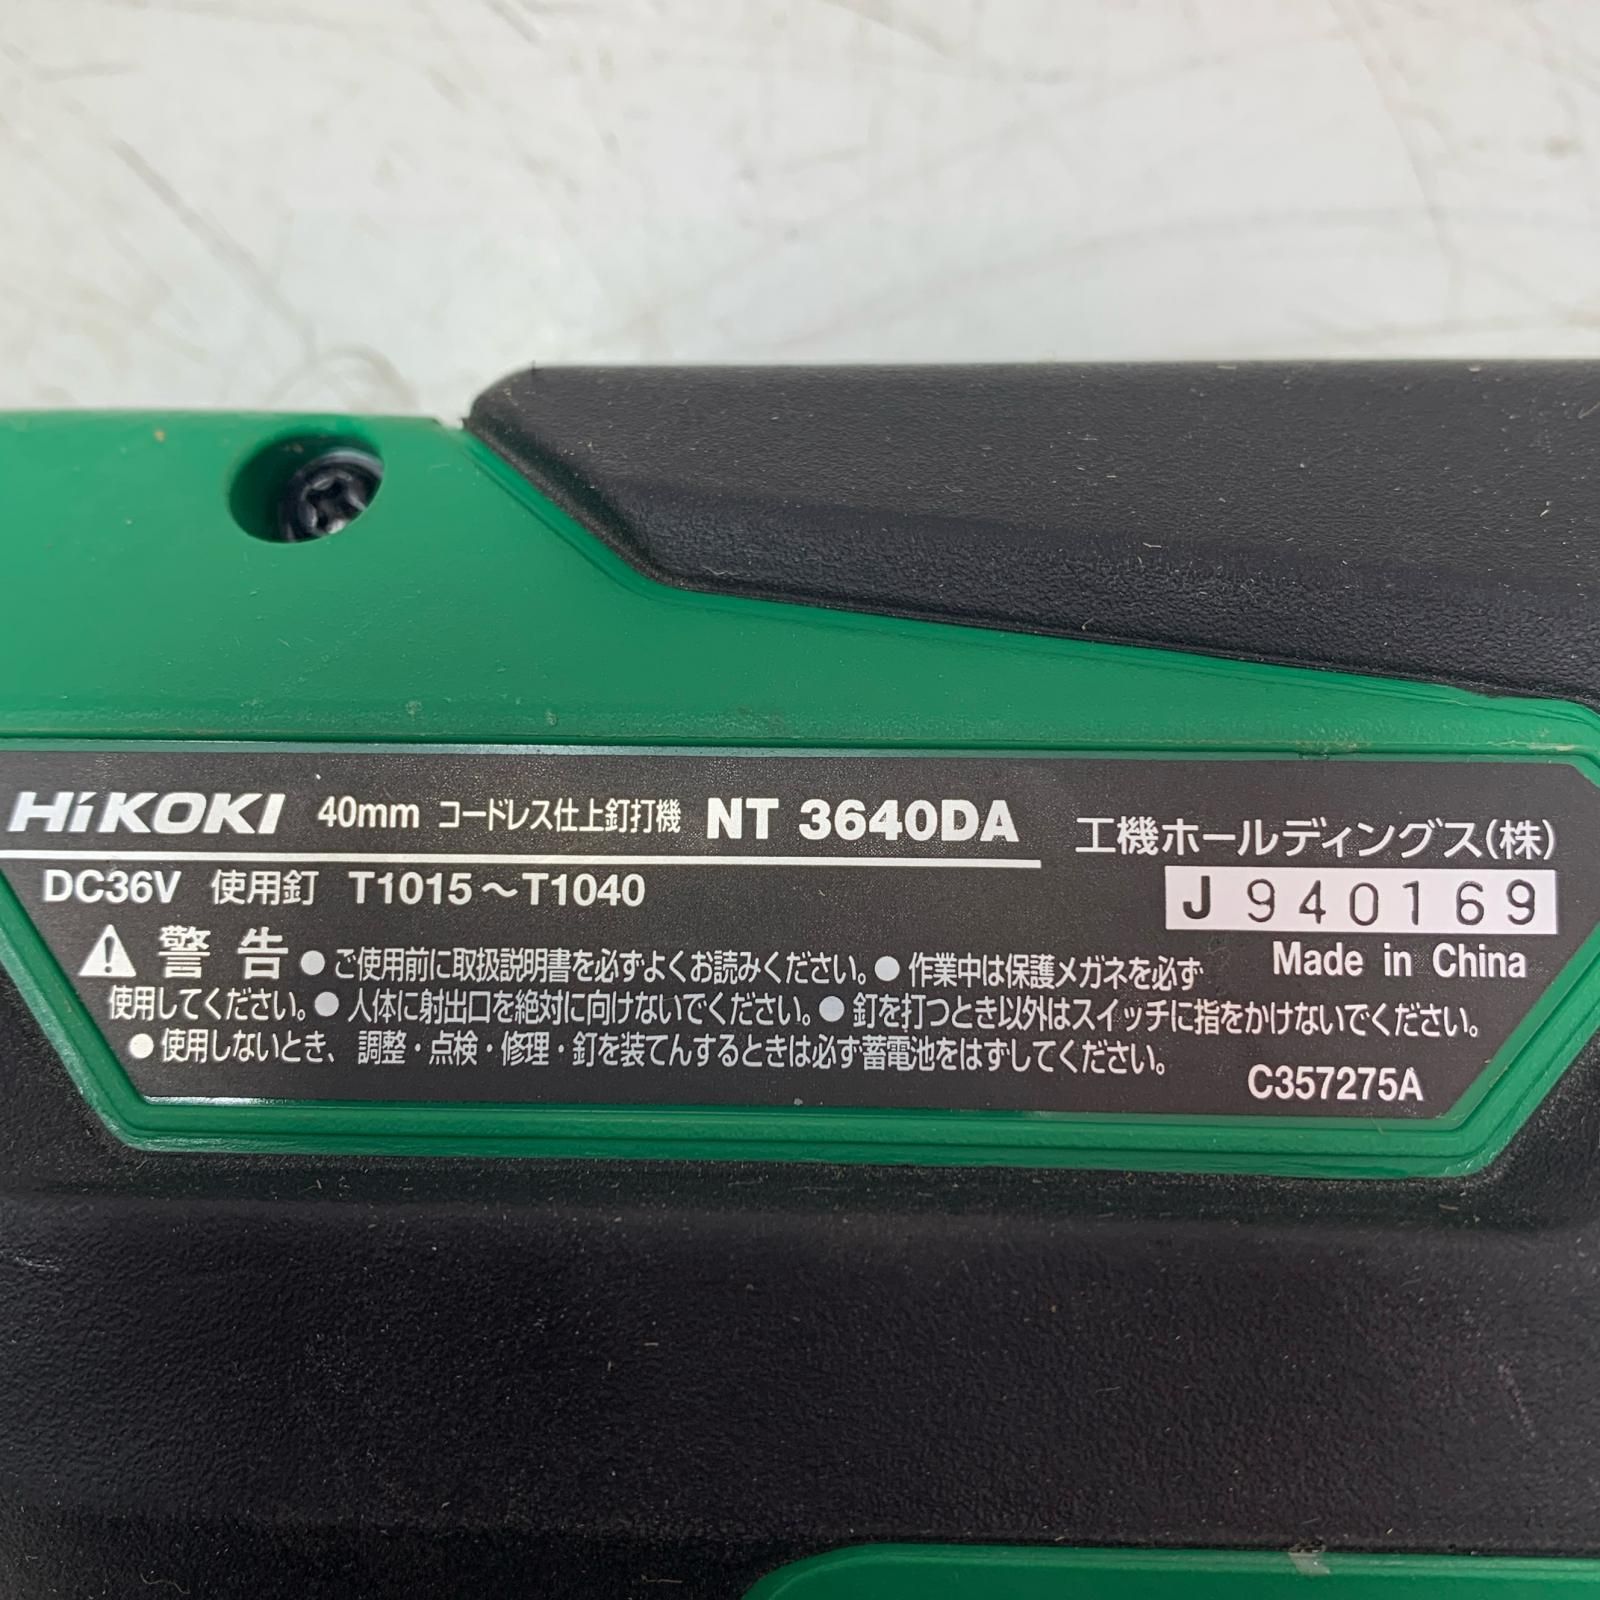 HiKOKI 40mm コードレス仕上釘打機 NT 3640DA
工機ホールディングス(株)
DC36V 使用釘 T1015～T1040
J 940169
Made in China
⚠警告 ●ご使用前に取扱説明書を必ずよくお読みください。●作業中は保護メガネを必ず
使用してください。●人体に射出口を絶対に向けないでください。●釘を打つとき以外はスイッチに指をかけないでください。
●使用しないとき、調整・点検・修理・釘を装てんするときは必ず蓄電池をはずしてください。
C357275A